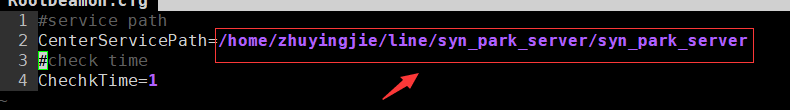 RootDeamon.cfg
1 #service path
2 CenterServicePath=/home/zhuyingjie/line/syn_park_server/syn_park_server
3 #check time
4 ChechkTime=1
~